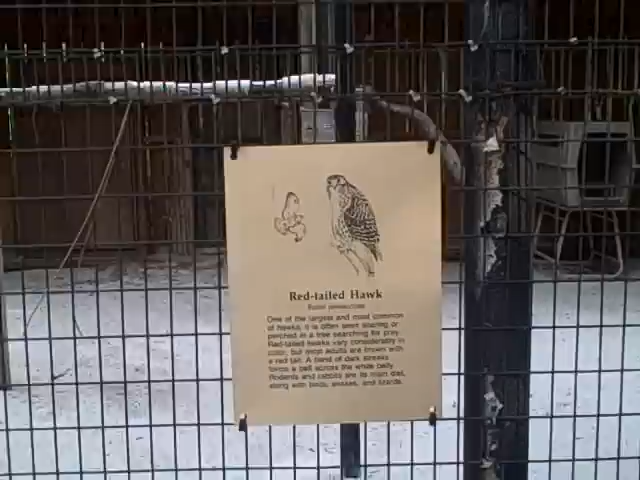 Red-tailed Hawk
Buteo jamaicensis
One of the largest and most common
of hawks, it is often seen soaring or
perched in a tree searching for prey.
Red-tailed hawks vary considerably in
color, but most adults are brown with
a red tail. A band of dark streaks
forms a belt across the white belly.
Rodents and rabbits are its main diet,
along with birds, snakes, and lizards.